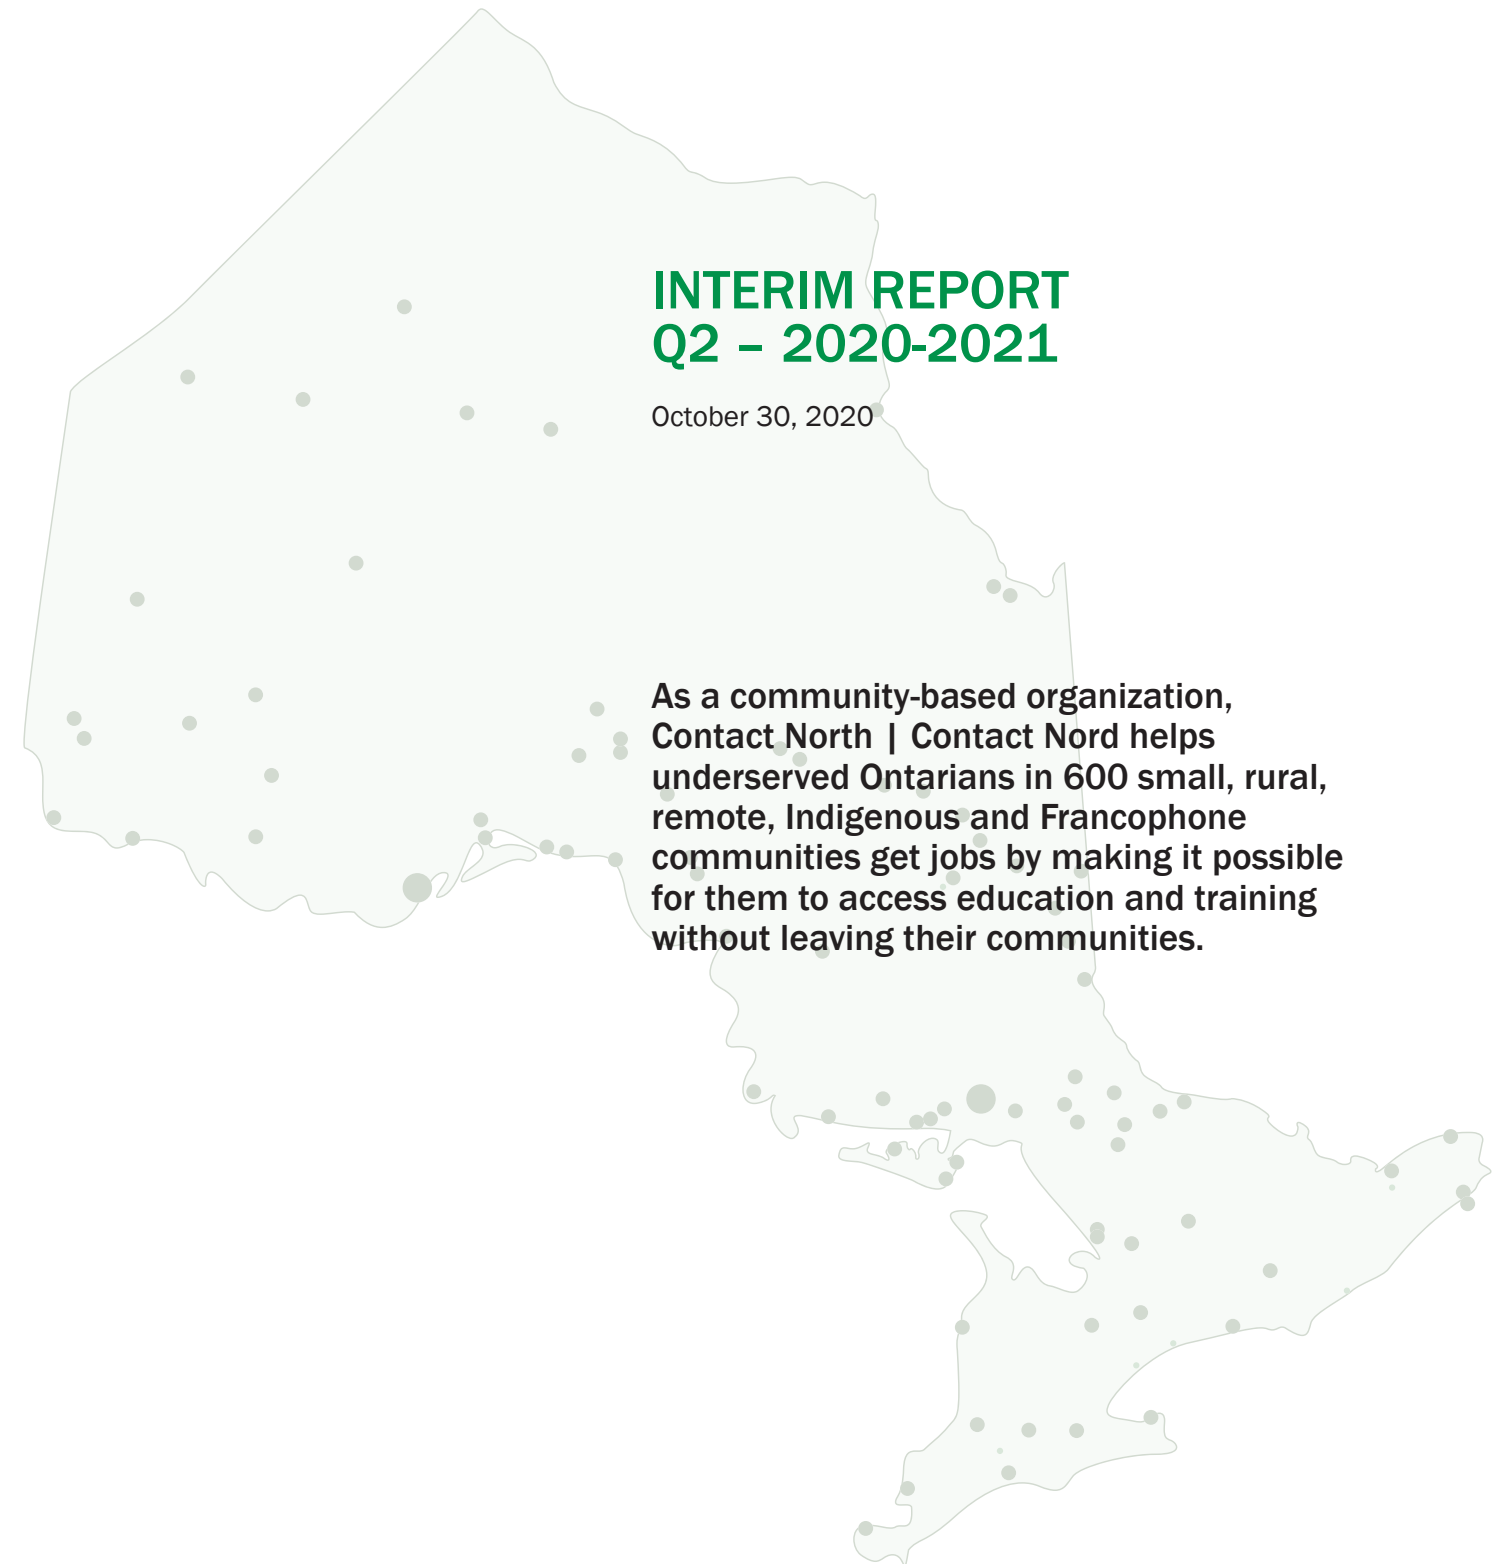 INTERIM REPORT
Q2 – 2020-2021
October 30, 2020
As a community-based organization,
Contact North | Contact Nord helps
underserved Ontarians in 600 small, rural,
remote, Indigenous and Francophone
communities get jobs by making it possible
for them to access education and training
without leaving their communities.